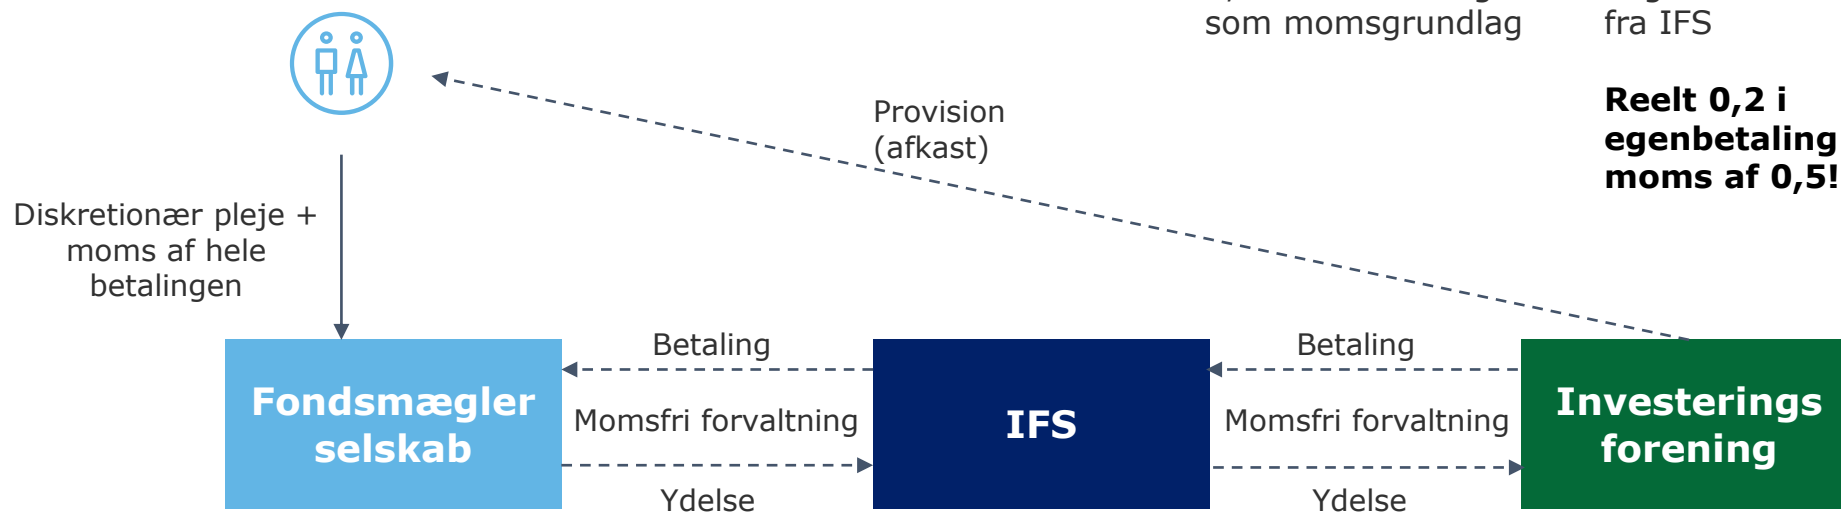 som momsgrundlag
fra IFS
Reelt 0,2 i
egenbetaling
moms af 0,5!
Provision
(afkast)
Diskretionær pleje +
moms af hele
betalingen
Betaling
Betaling
Fondsmægler
selskab
Momsfri forvaltning
IFS
Momsfri forvaltning
Investerings
forening
Ydelse
Ydelse